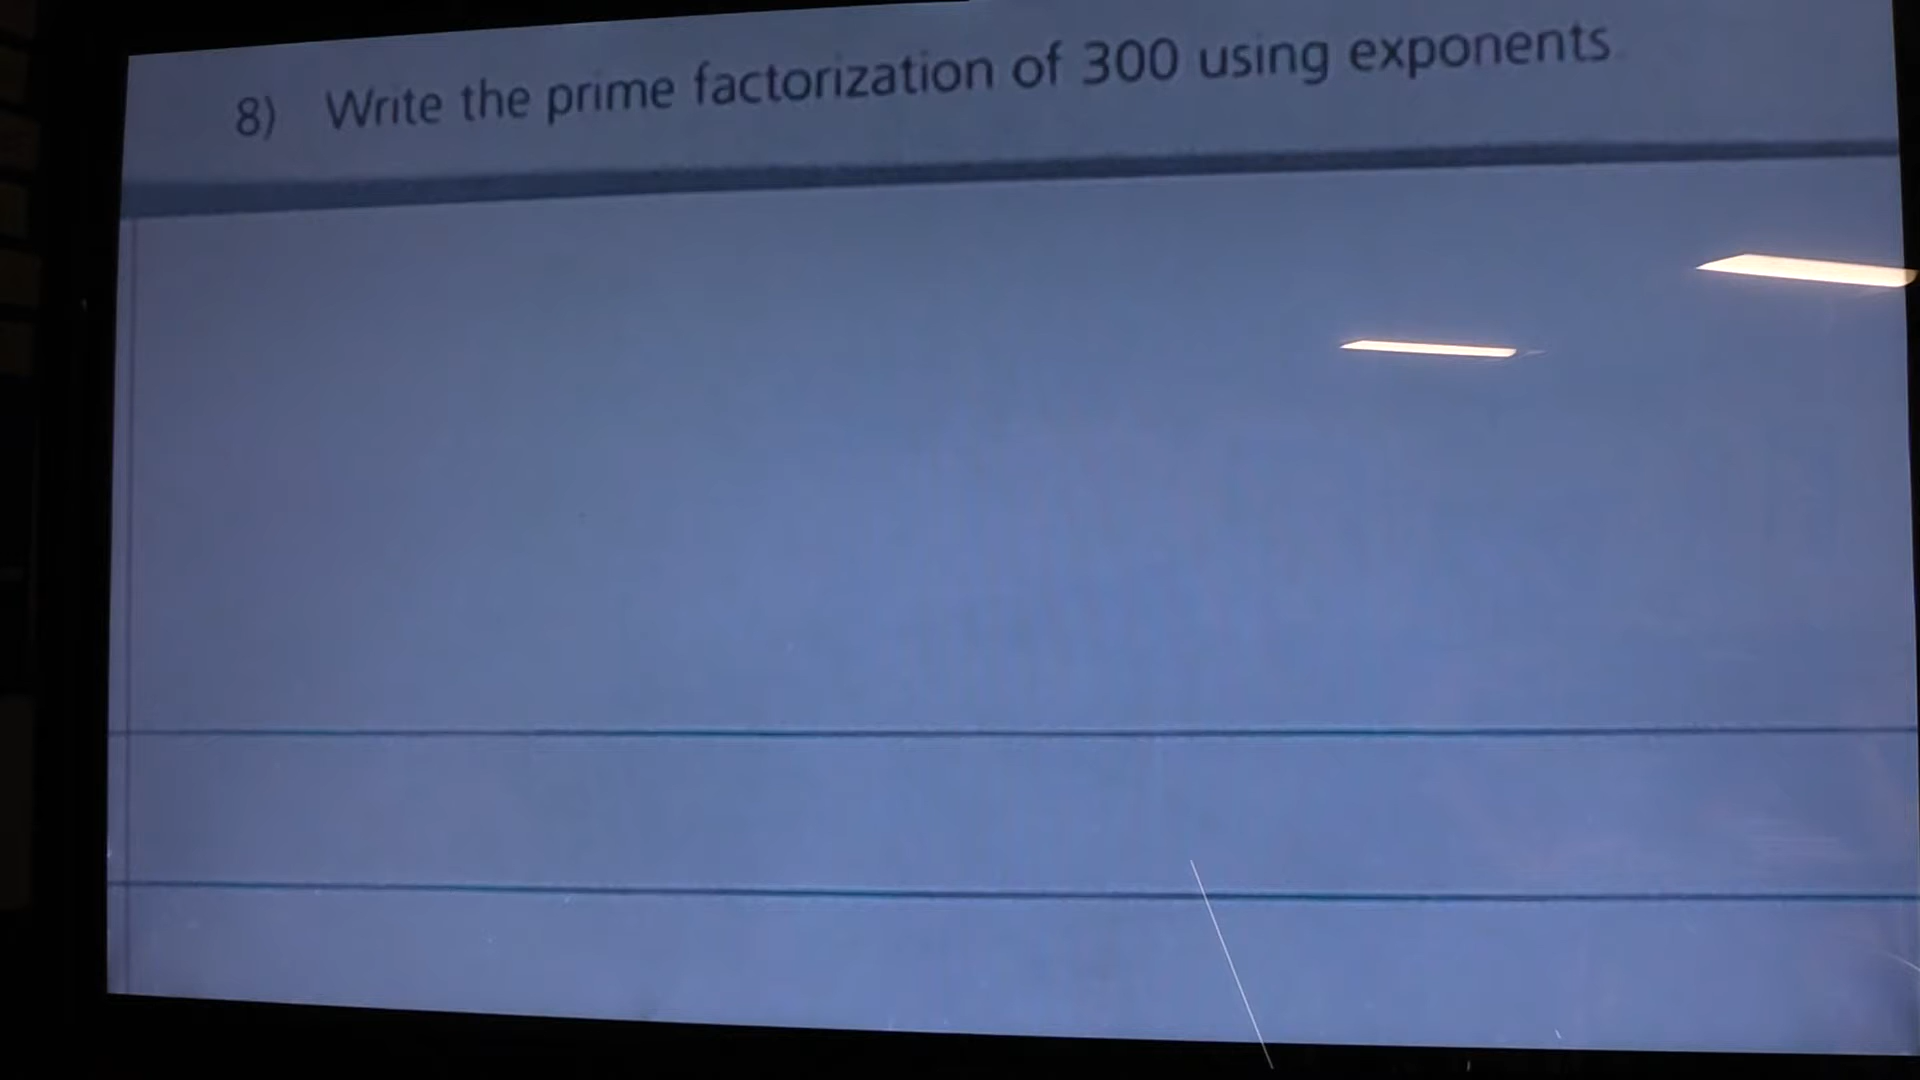 8) Write the prime factorization of 300 using exponents